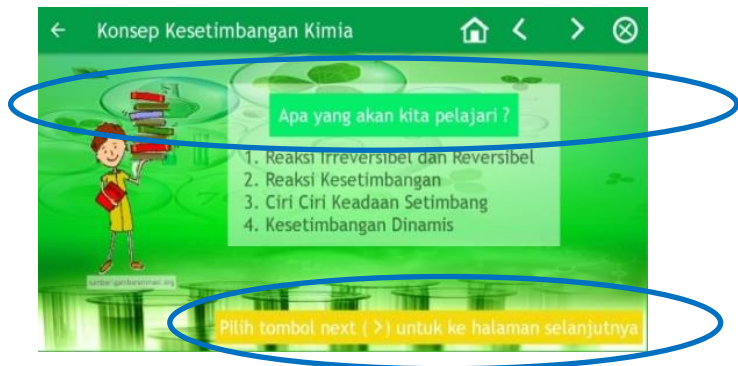 Konsep Kesetimbangan Kimia
Apa yang akan kita pelajari ?
1. Reaksi Irreversibel dan Reversibel
2. Reaksi Kesetimbangan
3. Ciri Ciri Keadaan Setimbang
4. Kesetimbangan Dinamis
Pilih tombol next ( > ) untuk ke halaman selanjutnya